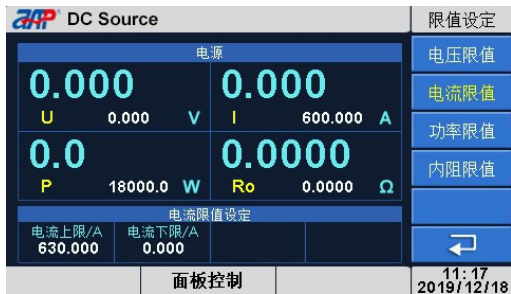 ZAP DC Source
限值设定
电源
0.000
0.000
U 0.000 V
I 600.000 A
0.0
0.0000
P 18000.0 W
Ro 0.0000 Ω
电流限值设定
电流上限/A 电流下限/A
630.000 0.000
电压限值
电流限值
功率限值
内阻限值
面板控制
11:17
2019/12/18